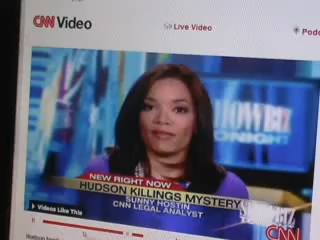 CNN Video
Live Video
Podc
SHOWBIZ
TONIGHT
NEW RIGHT NOW
HUDSON KILLINGS MYSTERY
SUNNY HOSTIN
CNN LEGAL ANALYST
CNN
Videos Like This